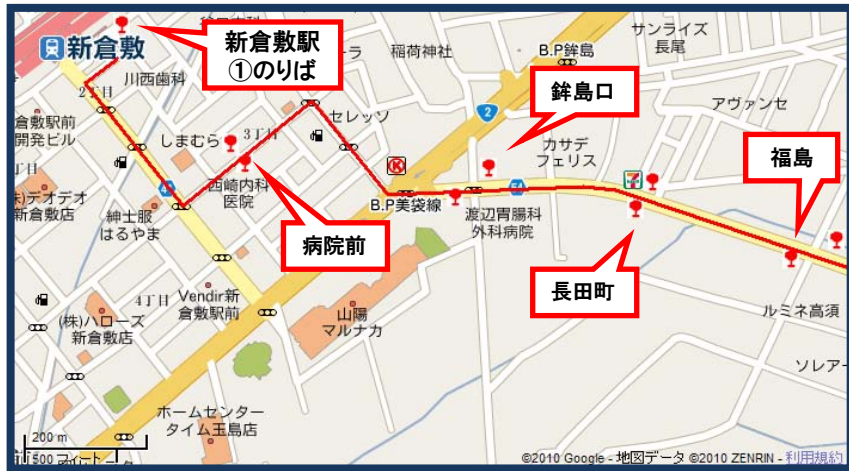 新倉敷
新倉敷駅
①のりば
稲荷神社
B.P鉾島
サンライズ
長尾
川西歯科
2丁目
セレッソ
2
鉾島口
アヴァンセ
倉敷駅前
開発ビル
しまむら
3丁目
カサデ
フェリス
福島
西崎内科
医院
K
54
7
デオデオ
新倉敷店
紳士服
はるやま
B.P美袋線
渡辺胃腸科
外科病院
病院前
長田町
4丁目
Vendir新
倉敷駅前
(株)ハローズ
新倉敷店
山陽
マルナカ
ルミネ高須
ソレアー
ホームセンター
タイム玉島店
200 m
500 フィート
©2010 Google - 地図データ ©2010 ZENRIN - 利用規約